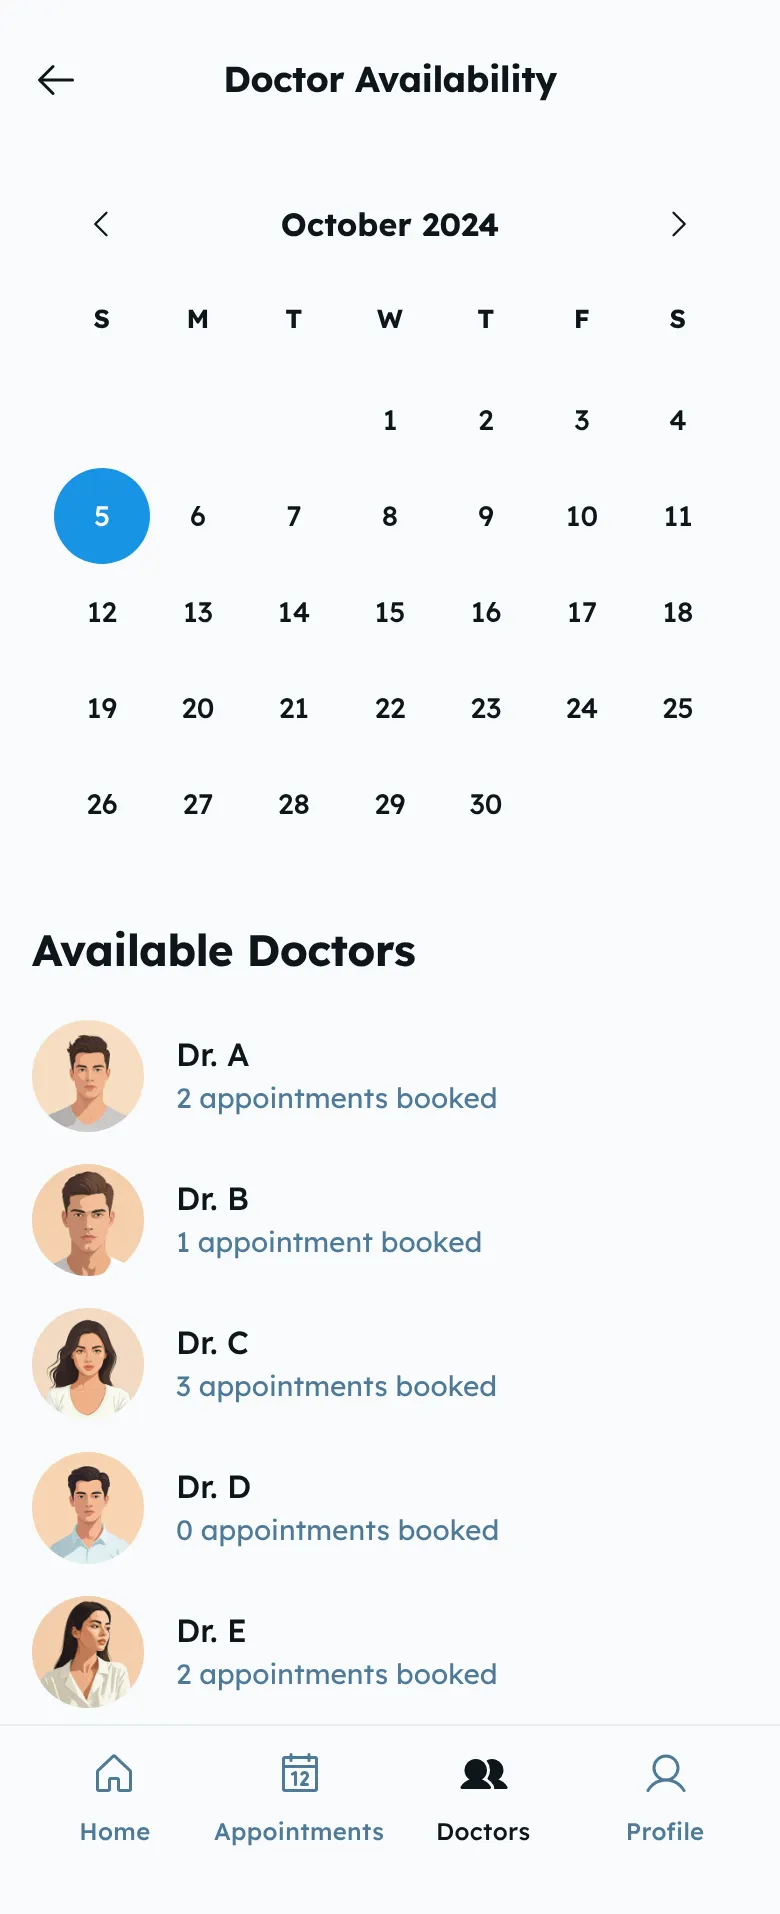 Doctor Availability
October 2024
S M T W T F S
1 2 3 4
5 6 7 8 9 10 11
12 13 14 15 16 17 18
19 20 21 22 23 24 25
26 27 28 29 30
Available Doctors
Dr. A
2 appointments booked
Dr. B
1 appointment booked
Dr. C
3 appointments booked
Dr. D
0 appointments booked
Dr. E
2 appointments booked
12
Home Appointments Doctors Profile